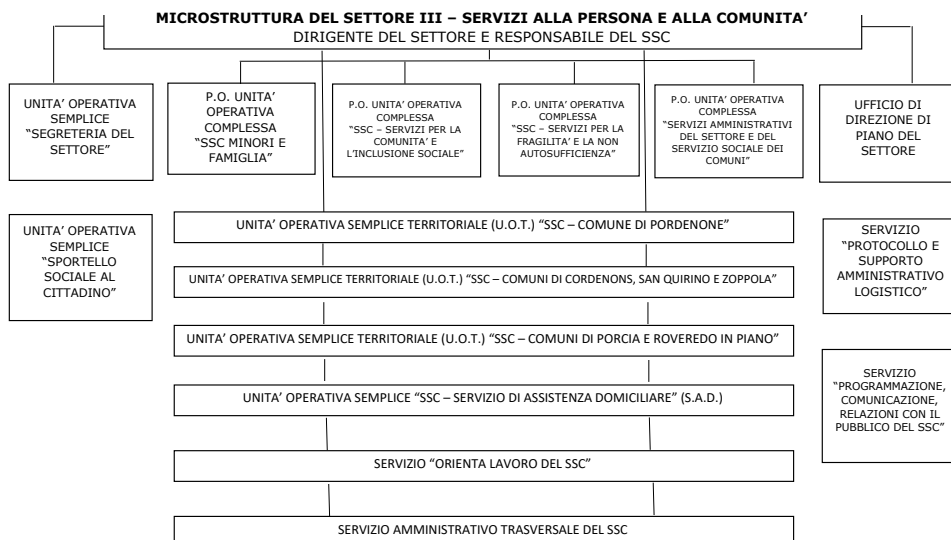 MICROSTRUTTURA DEL SETTORE III – SERVIZI ALLA PERSONA E ALLA COMUNITA’
DIRIGENTE DEL SETTORE E RESPONSABILE DEL SSC
UNITA’ OPERATIVA
SEMPLICE
“SEGRETERIA DEL
SETTORE”
P.O. UNITA’
OPERATIVA
COMPLESSA
“SSC MINORI E
FAMIGLIA”
P.O. UNITA’ OPERATIVA
COMPLESSA
“SSC – SERVIZI PER LA
COMUNITÀ E
L’INCLUSIONE SOCIALE”
P.O. UNITA’ OPERATIVA
COMPLESSA
“SSC – SERVIZI PER LA
FRAGILITA’ E LA NON
AUTOSUFFICIENZA”
P.O. UNITA’ OPERATIVA
COMPLESSA
“SERVIZI AMMINISTRATIVI
DEL SETTORE E DEL
SERVIZIO SOCIALE DEI
COMUNI”
UFFICIO DI
DIREZIONE DI
PIANO DEL
SETTORE
UNITA’ OPERATIVA
SEMPLICE
“SPORTELLO
SOCIALE AL
CITTADINO”
UNITA’ OPERATIVA SEMPLICE TERRITORIALE (U.O.T.) “SSC – COMUNE DI PORDENONE”
UNITA’ OPERATIVA SEMPLICE TERRITORIALE (U.O.T.) “SSC – COMUNI DI CORDENONS, SAN QUIRINO E ZOPPOLA”
UNITA’ OPERATIVA SEMPLICE TERRITORIALE (U.O.T.) “SSC – COMUNI DI PORCIA E ROVEREDO IN PIANO”
UNITA’ OPERATIVA SEMPLICE “SSC – SERVIZIO DI ASSISTENZA DOMICILIARE” (S.A.D.)
SERVIZIO “ORIENTA LAVORO DEL SSC”
SERVIZIO AMMINISTRATIVO TRASVERSALE DEL SSC
SERVIZIO
“PROTOCOLLO E
SUPPORTO
AMMINISTRATIVO
LOGISTICO”
SERVIZIO
“PROGRAMMAZIONE,
COMUNICAZIONE,
RELAZIONI CON IL
PUBBLICO DEL SSC”